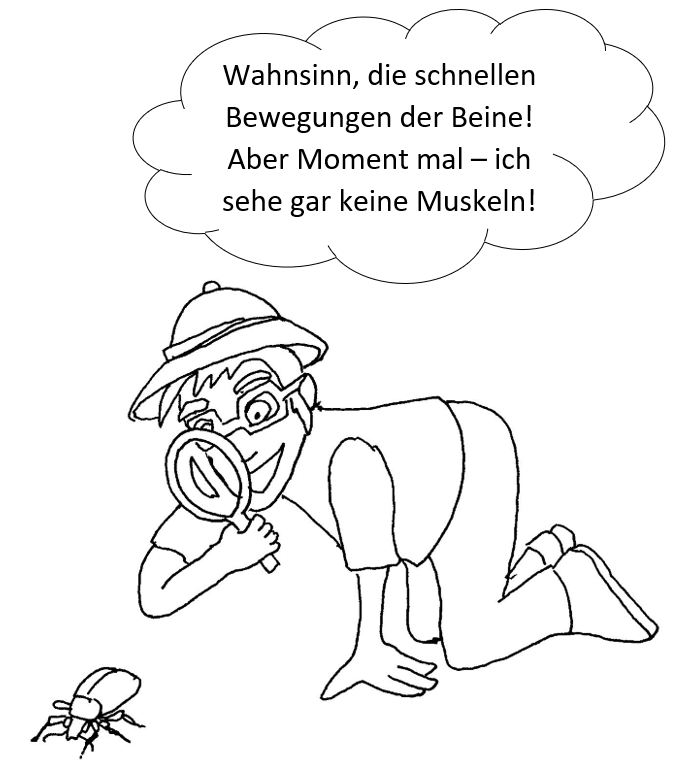 Wahnsinn, die schnellen
Bewegungen der Beine!
Aber Moment mal – ich
sehe gar keine Muskeln!